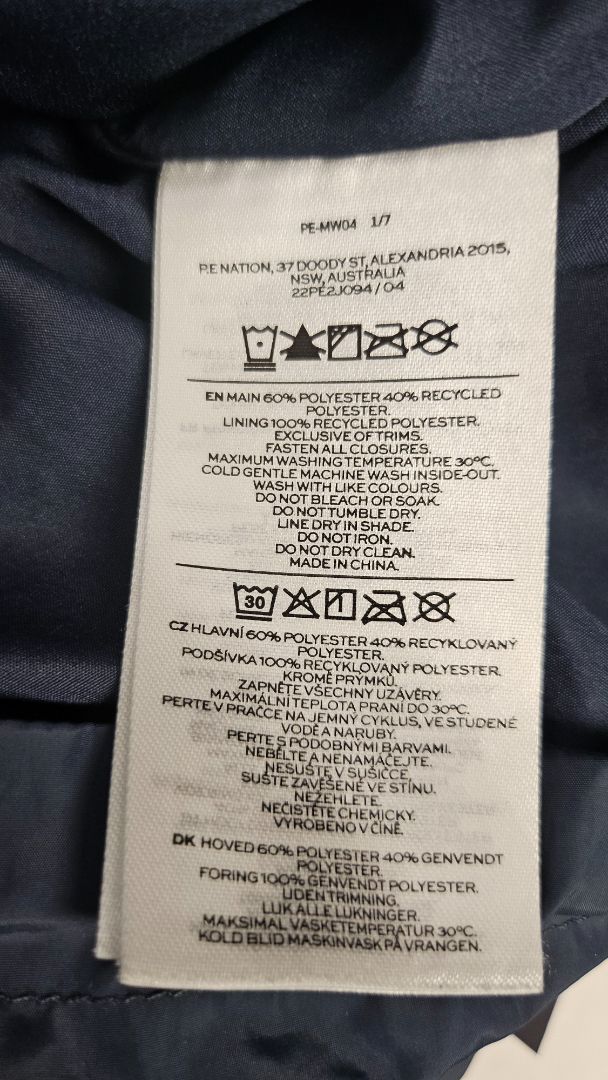 PE-MW04 1/7
P.E NATION, 37 DOODY ST, ALEXANDRIA 2015,
NSW, AUSTRALIA
22PE2J094 / 04
EN MAIN 60% POLYESTER 40% RECYCLED
POLYESTER.
LINING 100% RECYCLED POLYESTER.
EXCLUSIVE OF TRIMS.
FASTEN ALL CLOSURES.
MAXIMUM WASHING TEMPERATURE 30°C.
COLD GENTLE MACHINE WASH INSIDE-OUT.
WASH WITH LIKE COLOURS.
DO NOT BLEACH OR SOAK.
DO NOT TUMBLE DRY.
LINE DRY IN SHADE.
DO NOT IRON.
DO NOT DRY CLEAN.
MADE IN CHINA.
30
CZ HLAVNÍ 60% POLYESTER 40% RECYKLOVANÝ
POLYESTER.
PODŠÍVKA 100% RECYKLOVANÝ POLYESTER.
KROMĚ PRÝMKŮ.
ZAPNĚTE VŠECHNY UZÁVĚRY.
MAXIMÁLNÍ TEPLOTA PRANÍ DO 30°C.
PERTE V PRAČCE NA JEMNÝ CYKLUS, VE STUDENÉ
VODĚ A NARUBY.
PERTE S PODOBNÝMI BARVAMI.
NEBĚLTE A NENAMÁČEJTE.
NESUŠTE V SUŠIČCE.
SUŠTE ZAVĚŠENÉ VE STÍNU.
NEŽEHLETE.
NEČISTĚTE CHEMICKY.
VYROBENO V ČÍNĚ.
DK HOVED 60% POLYESTER 40% GENVENDT
POLYESTER.
FORING 100% GENVENDT POLYESTER.
UDEN TRIMNING.
LUK ALLE LUKNINGER.
MAKSIMAL VASKETEMPERATUR 30°C.
KOLD BLID MASKINVASK PÅ VRANGEN.